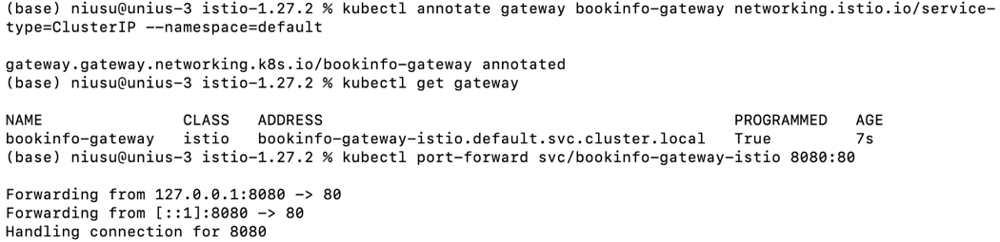 (base) niusu@unius-3 istio-1.27.2 % kubectl annotate gateway bookinfo-gateway networking.istio.io/service-
type=ClusterIP --namespace=default
gateway.gateway.networking.k8s.io/bookinfo-gateway annotated
(base) niusu@unius-3 istio-1.27.2 % kubectl get gateway
NAME CLASS ADDRESS PROGRAMMED AGE
bookinfo-gateway istio bookinfo-gateway-istio.default.svc.cluster.local True 7s
(base) niusu@unius-3 istio-1.27.2 % kubectl port-forward svc/bookinfo-gateway-istio 8080:80
Forwarding from 127.0.0.1:8080 -> 80
Forwarding from [::1]:8080 -> 80
Handling connection for 8080